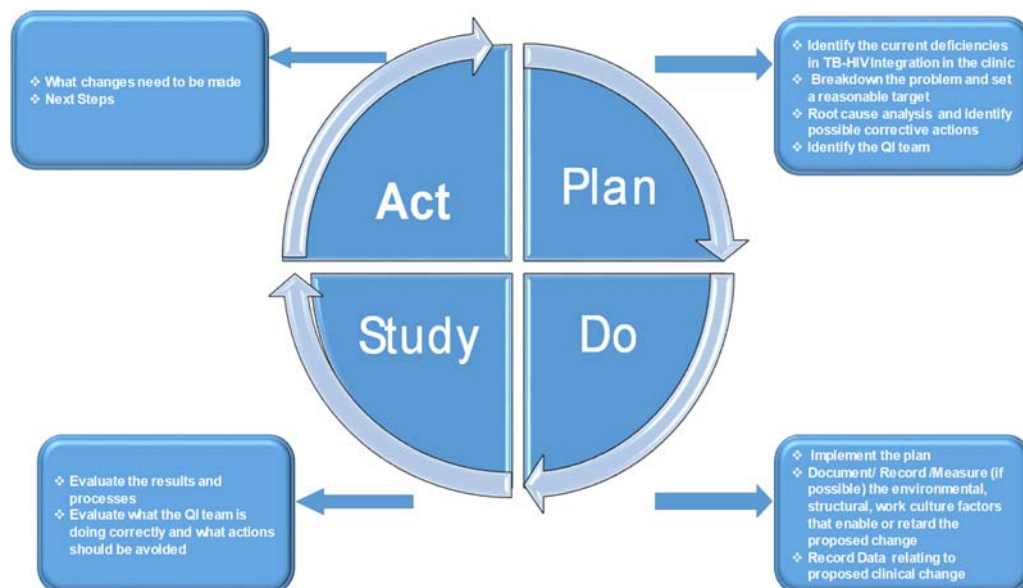 ❖ What changes need to be made
❖ Next Steps
Act
Plan
❖ Identify the current deficiencies
in TB-HIV Integration in the clinic
❖ Breakdown the problem and set
a reasonable target
❖ Root cause analysis and identify
possible corrective actions
❖ Identify the QI team
Study
Do
❖ Evaluate the results and
processes
❖ Evaluate what the QI team is
doing correctly and what actions
should be avoided
❖ Implement the plan
❖ Document/ Record /Measure (if
possible) the environmental,
structural, work culture factors
that enable or retard the
proposed change
❖ Record Data relating to
proposed clinical change